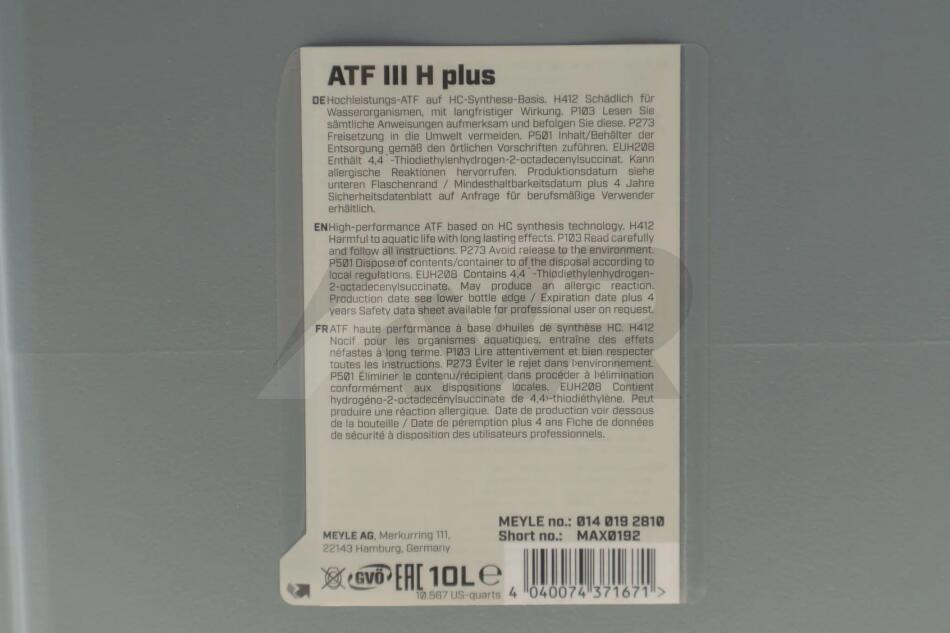 ATF III H plus
DE Hochleistungs-ATF auf HC-Synthese-Basis. H412 Schädlich für
Wasserorganismen, mit langfristiger Wirkung. P103 Lesen Sie
sämtliche Anweisungen aufmerksam und befolgen Sie diese. P273
Freisetzung in die Umwelt vermeiden. P501 Inhalt/Behälter der
Entsorgung gemäß den örtlichen Vorschriften zuführen. EUH208
Enthält 4,4 -Thiodiethylenhydrogen-2-octadecenylsuccinat. Kann
allergische Reaktionen hervorrufen. Produktionsdatum siehe
unteren Flaschenrand / Mindesthaltbarkeitsdatum plus 4 Jahre
Sicherheitsdatenblatt auf Anfrage für berufsmäßige Verwender
erhältlich.
EN High-performance ATF based on HC synthesis technology. H412
Harmful to aquatic life with long lasting effects. P103 Read carefully
and follow all instructions. P273 Avoid release to the environment.
P501 Dispose of contents/container to of the disposal according to
local regulations. EUH208 Contains 4,4 -Thiodiethylenhydrogen-
2-octadecenylsuccinate. May produce an allergic reaction.
Production date see lower bottle edge / Expiration date plus 4
years Safety data sheet available for professional user on request.
FR ATF haute performance à base d›huiles de synthèse HC. H412
Nocif pour les organismes aquatiques, entraîne des effets
néfastes à long terme. P103 Lire attentivement et bien respecter
toutes les instructions. P273 Éviter le rejet dans l›environnement.
P501 Éliminer le contenu/récipient dans procéder à l›élimination
conformément aux dispositions locales. EUH208 Contient
hydrogéno-2-octadecénylsuccinate de 4,4›-thiodiéthylène. Peut
produire une réaction allergique. Date de production voir dessous
de la bouteille / Date de péremption plus 4 ans Fiche de données
de sécurité à disposition des utilisateurs professionnels.
MEYLE no.: 014 019 2810
Short no.: MAX0192
MEYLE AG, Merkurring 111,
22143 Hamburg, Germany
GVÖ EAC 10L e
10.567 US-quarts
4 040074 371671 >